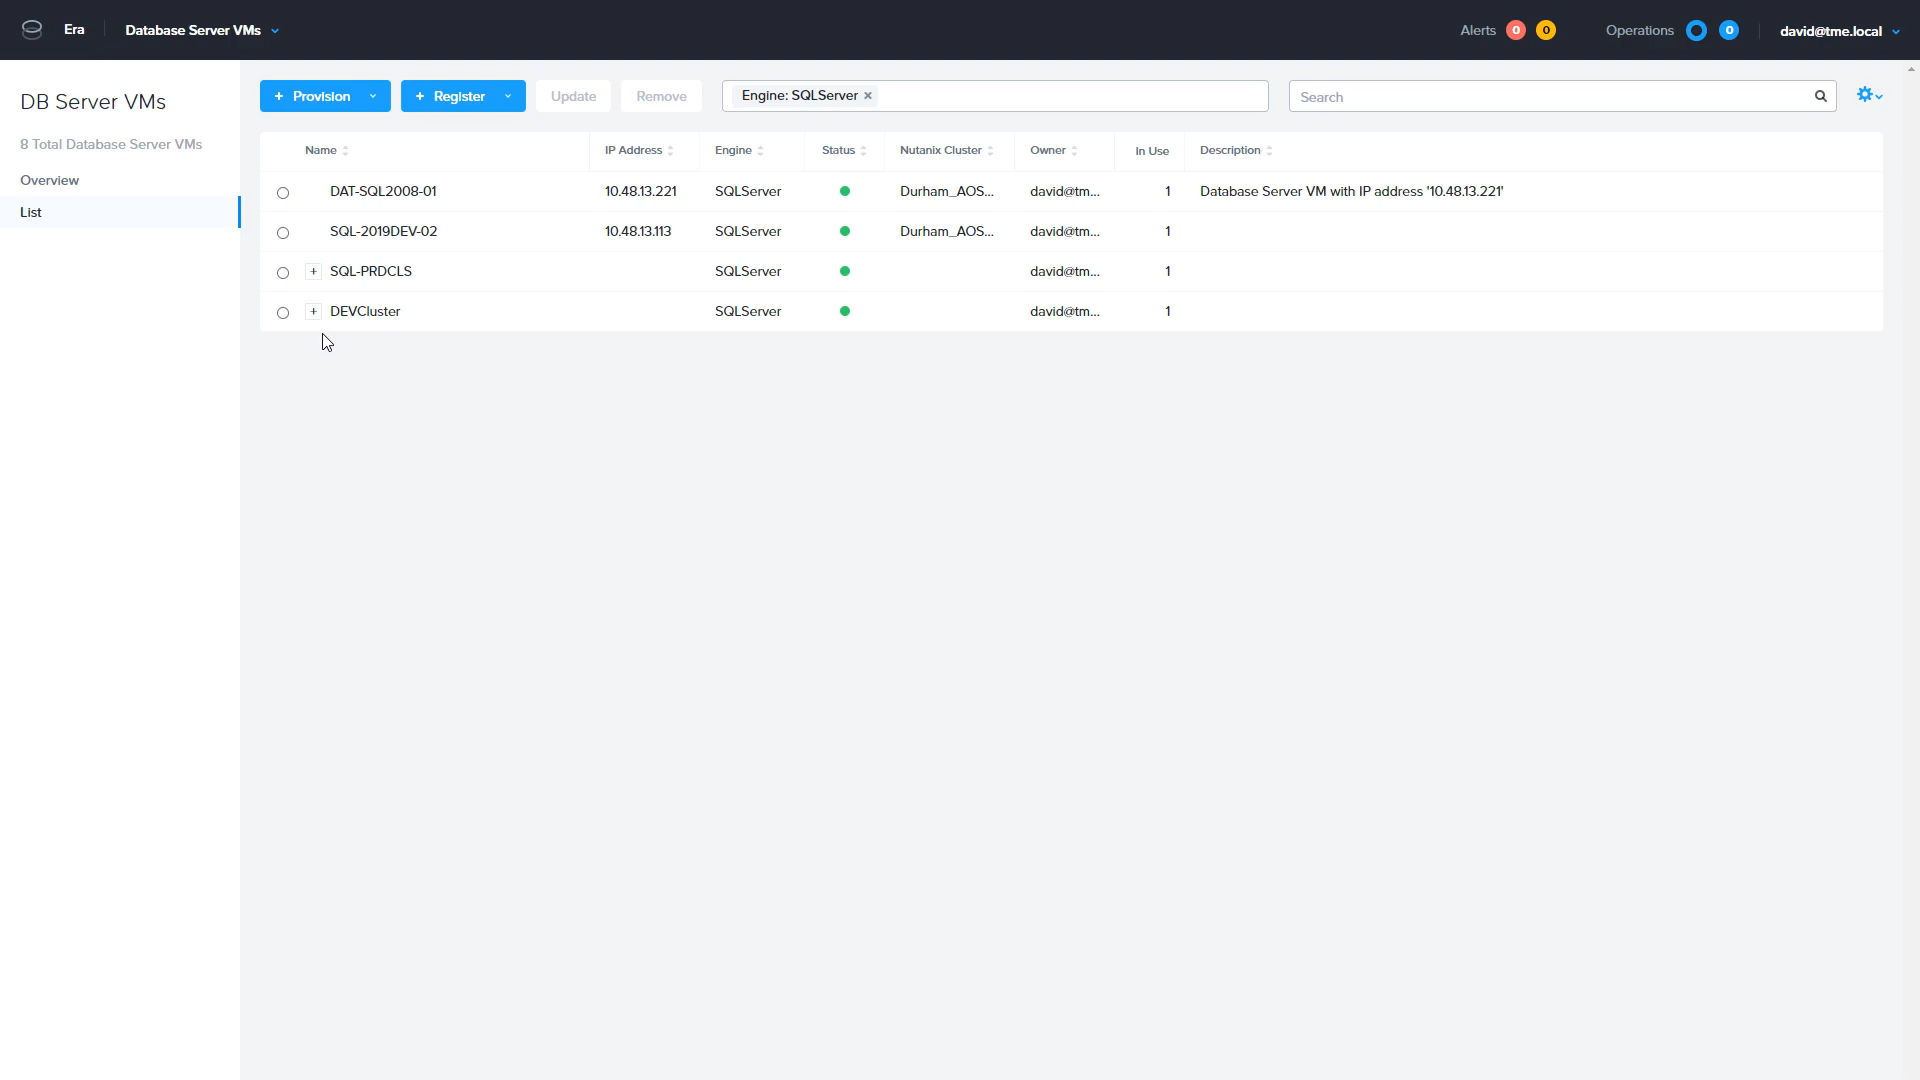 Era
Database Server VMs
Alerts 0 0
Operations 0
david@tme.local
DB Server VMs
8 Total Database Server VMs
Overview
List
+ Provision
+ Register
Update
Remove
Engine: SQLServer ×
Search
Name IP Address Engine Status Nutanix Cluster Owner In Use Description
DAT-SQL2008-01 10.48.13.221 SQLServer Durham_AOS... david@tm... 1 Database Server VM with IP address '10.48.13.221'
SQL-2019DEV-02 10.48.13.113 SQLServer Durham_AOS... david@tm... 1
+ SQL-PRDCLS SQLServer david@tm... 1
+ DEVCluster SQLServer david@tm... 1